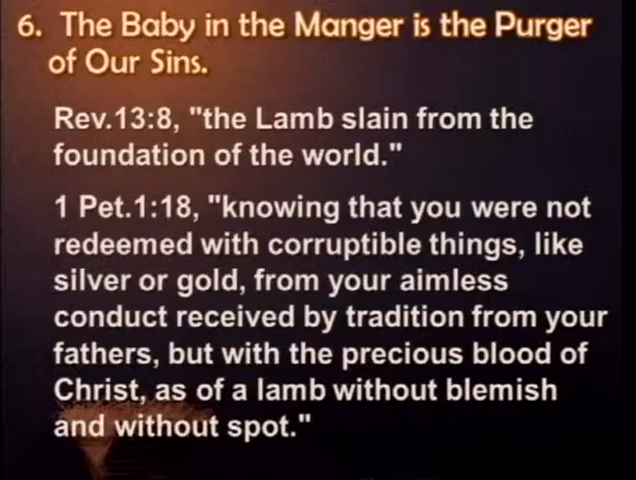 6. The Baby in the Manger is the Purger
of Our Sins.
Rev.13:8, "the Lamb slain from the
foundation of the world."
1 Pet.1:18, "knowing that you were not
redeemed with corruptible things, like
silver or gold, from your aimless
conduct received by tradition from your
fathers, but with the precious blood of
Christ, as of a lamb without blemish
and without spot."